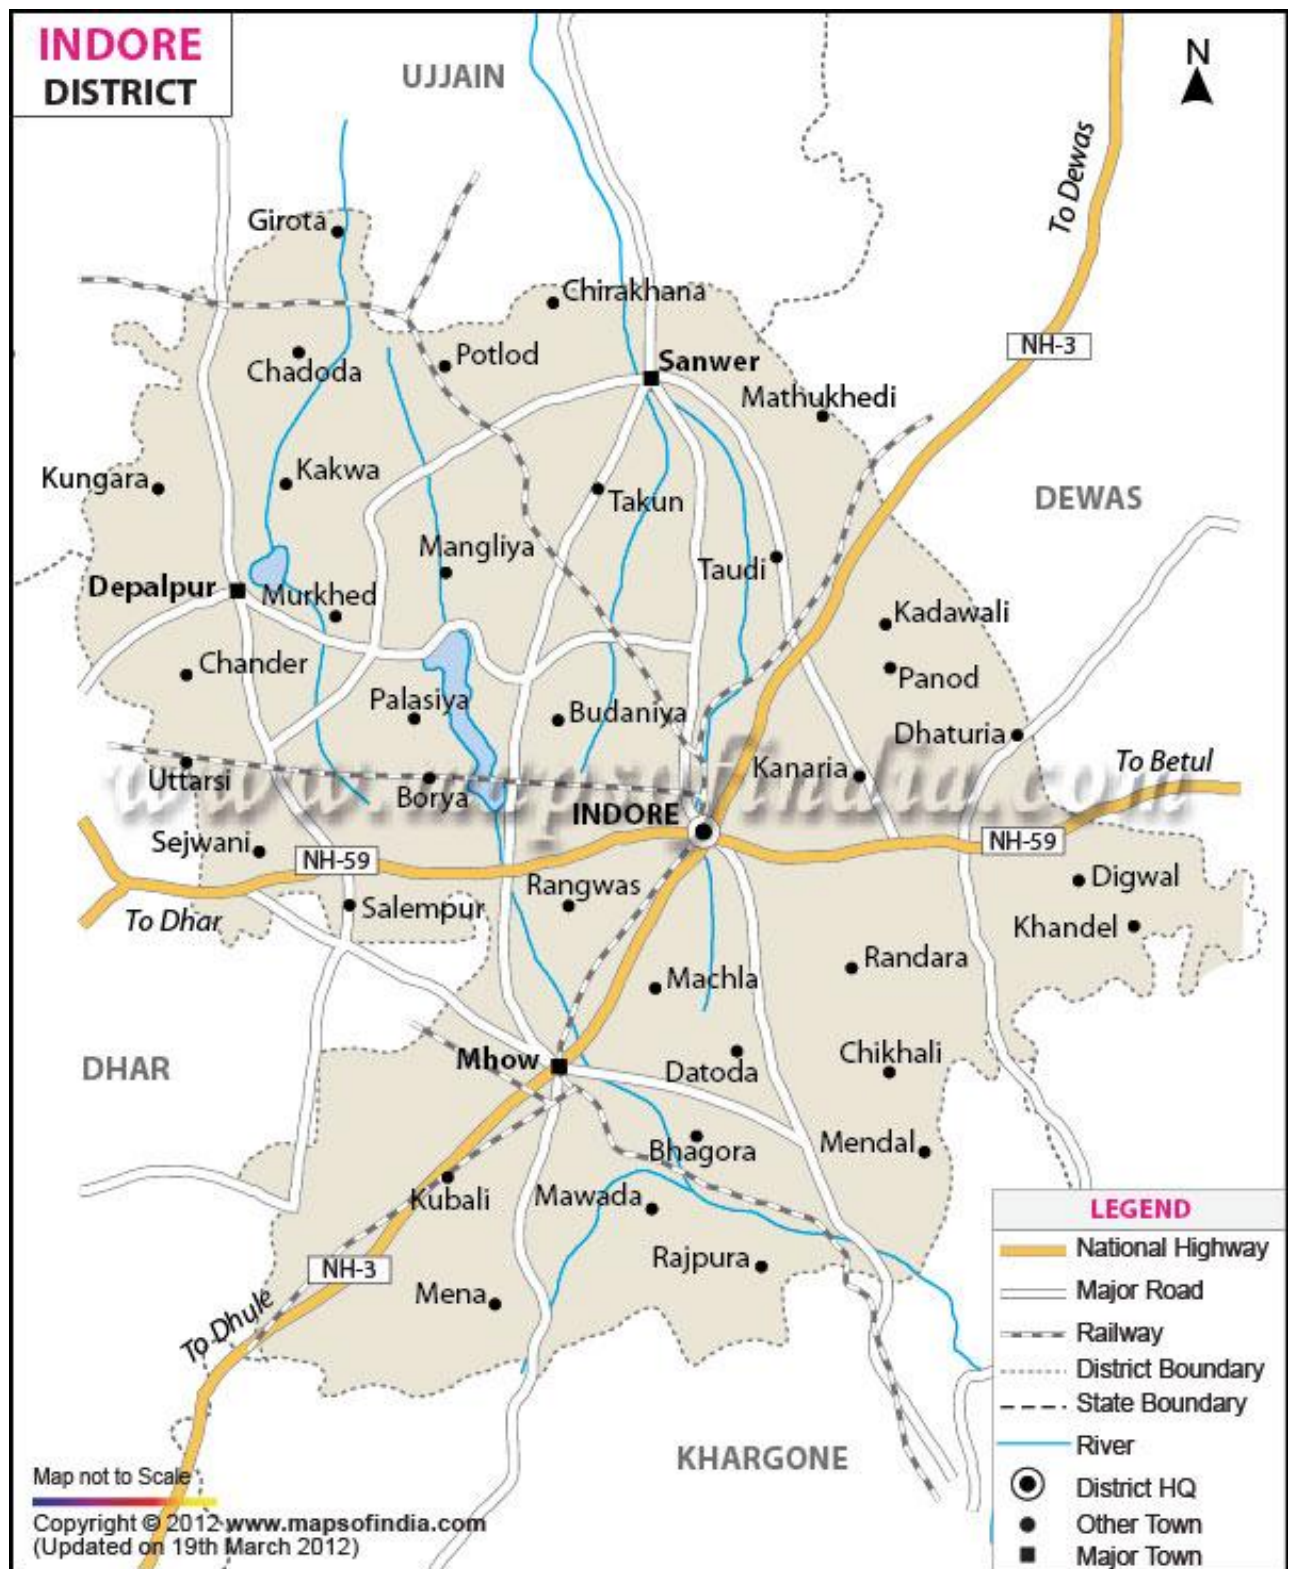 INDORE
DISTRICT
UJJAIN
N
To Dewas
Girota
Chirakhana
NH-3
Chadoda
Potlod
Sanwer
Mathukhedi
Kungara
Kakwa
Takun
DEWAS
Mangliya
Taudi
Depalpur
Murkhed
Kadawali
Chander
Panod
Palasiya
Budaniya
Dhaturia
To Betul
Uttarsi
Borya
Kanaria
www.mapsofindia.com
INDORE
Sejwani
NH-59
NH-59
Rangwas
Digwal
To Dhar
Salempur
Khandel
Machla
Randara
DHAR
Mhow
Datoda
Chikhali
Bhagora
Mendal
Kubali
Mawada
Rajpura
NH-3
Mena
To Dhule
KHARGONE
LEGEND
National Highway
Major Road
Railway
District Boundary
State Boundary
River
District HQ
Other Town
Major Town
Map not to Scale
Copyright © 2012 www.mapsofindia.com
(Updated on 19th March 2012)